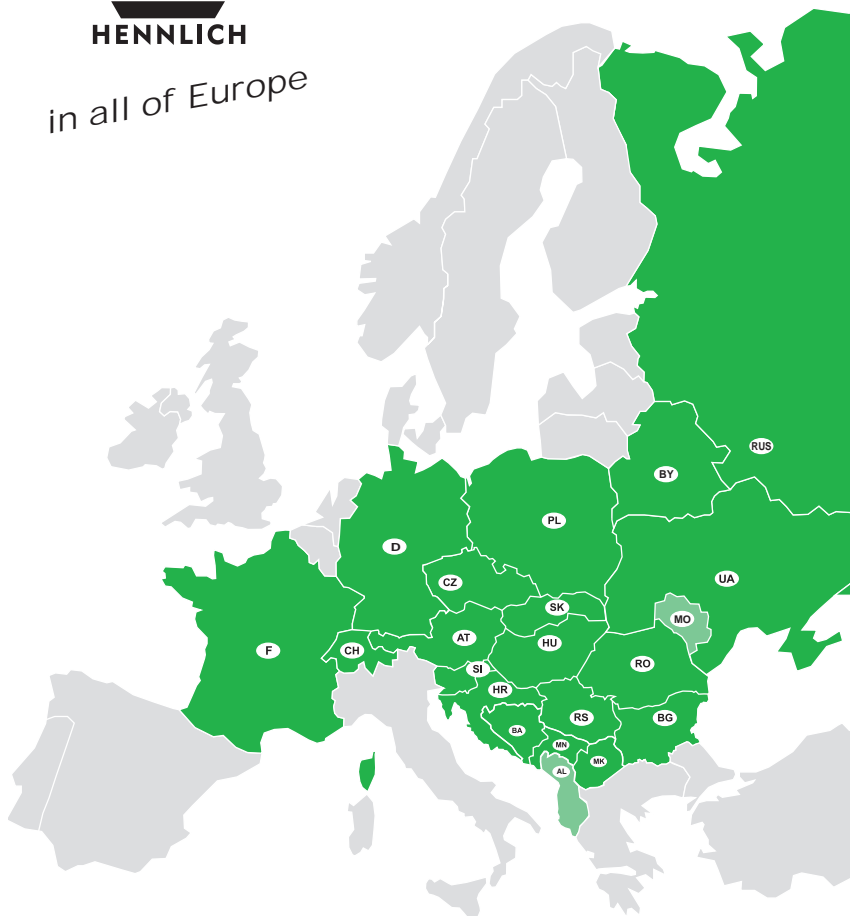 HENNLICH
in all of Europe
RUS
BY
PL
D
UA
CZ
SK
MO
AT
HU
F
CH
RO
SI
HR
RS
BG
BA
MN
MK
AL